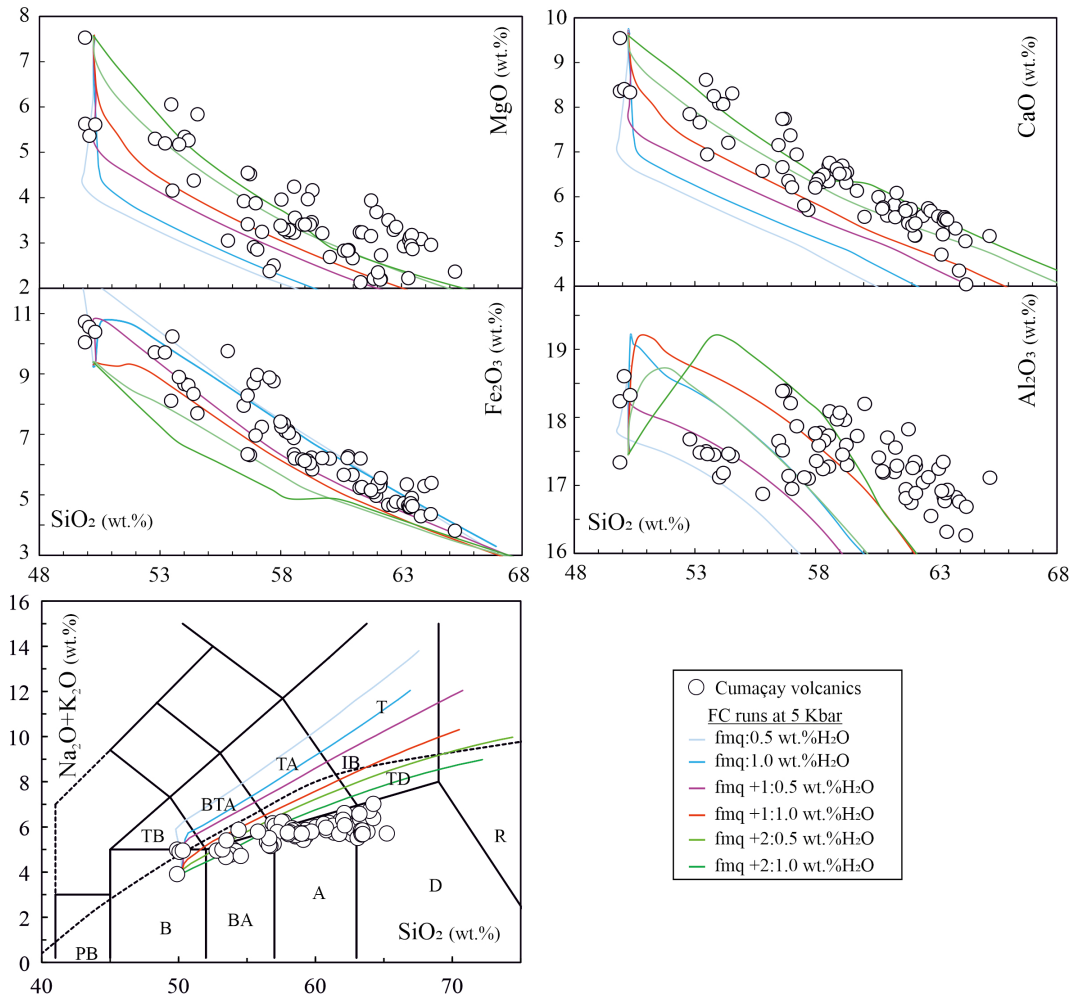 8
7
6
5
4
3
2
MgO (wt.%)
10
9
8
7
6
5
4
CaO (wt.%)
11
9
7
5
3
Fe₂O₃ (wt.%)
SiO₂ (wt.%)
48 53 58 63 68
19
18
17
16
Al₂O₃ (wt.%)
SiO₂ (wt.%)
48 53 58 63 68
16
14
12
10
8
6
4
2
0
Na₂O+K₂O (wt.%)
T
TA
IB
TD
BTA
TB
R
A
D
BA
B
PB
SiO₂ (wt.%)
40 50 60 70
Cumaçay volcanics
FC runs at 5 Kbar
fmq:0.5 wt.%H₂O
fmq:1.0 wt.%H₂O
fmq +1:0.5 wt.%H₂O
fmq +1:1.0 wt.%H₂O
fmq +2:0.5 wt.%H₂O
fmq +2:1.0 wt.%H₂O